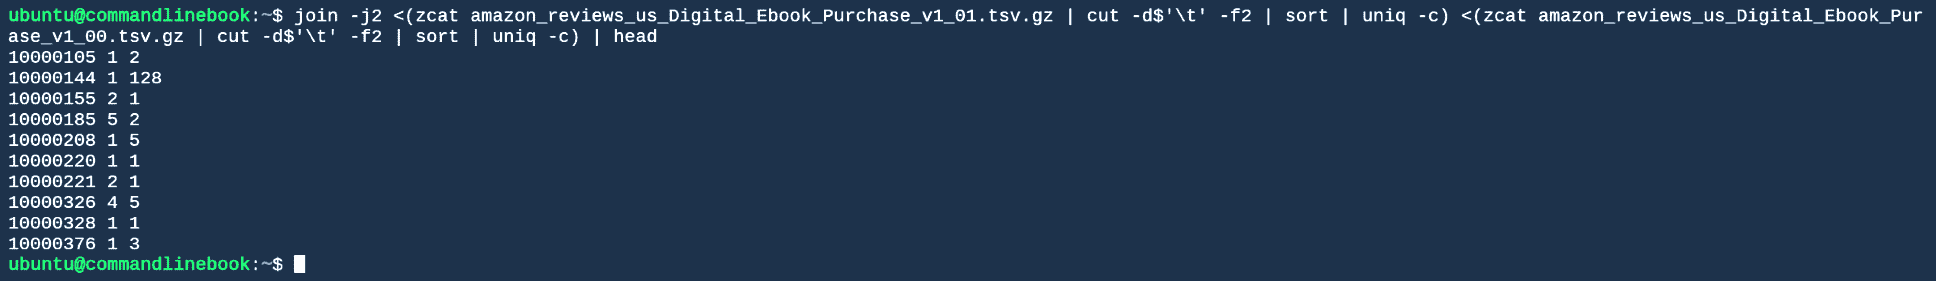 ubuntu@commandlinebook:~$ join -j2 <(zcat amazon_reviews_us_Digital_Ebook_Purchase_v1_01.tsv.gz | cut -d$'\t' -f2 | sort | uniq -c) <(zcat amazon_reviews_us_Digital_Ebook_Pur
ase_v1_00.tsv.gz | cut -d$'\t' -f2 | sort | uniq -c) | head
10000105 1 2
10000144 1 128
10000155 2 1
10000185 5 2
10000208 1 5
10000220 1 1
10000221 2 1
10000326 4 5
10000328 1 1
10000376 1 3
ubuntu@commandlinebook:~$